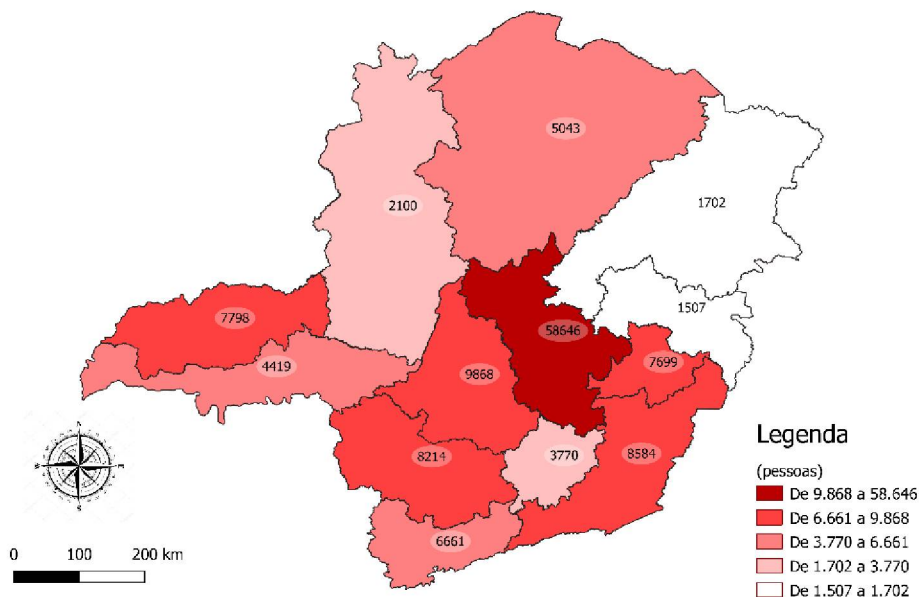 5043
1702
2100
1507
7798
58646
7699
4419
9868
8214
3770
8584
6661
Legenda
(pessoas)
De 9.868 a 58.646
De 6.661 a 9.868
De 3.770 a 6.661
De 1.702 a 3.770
De 1.507 a 1.702
0 100 200 km